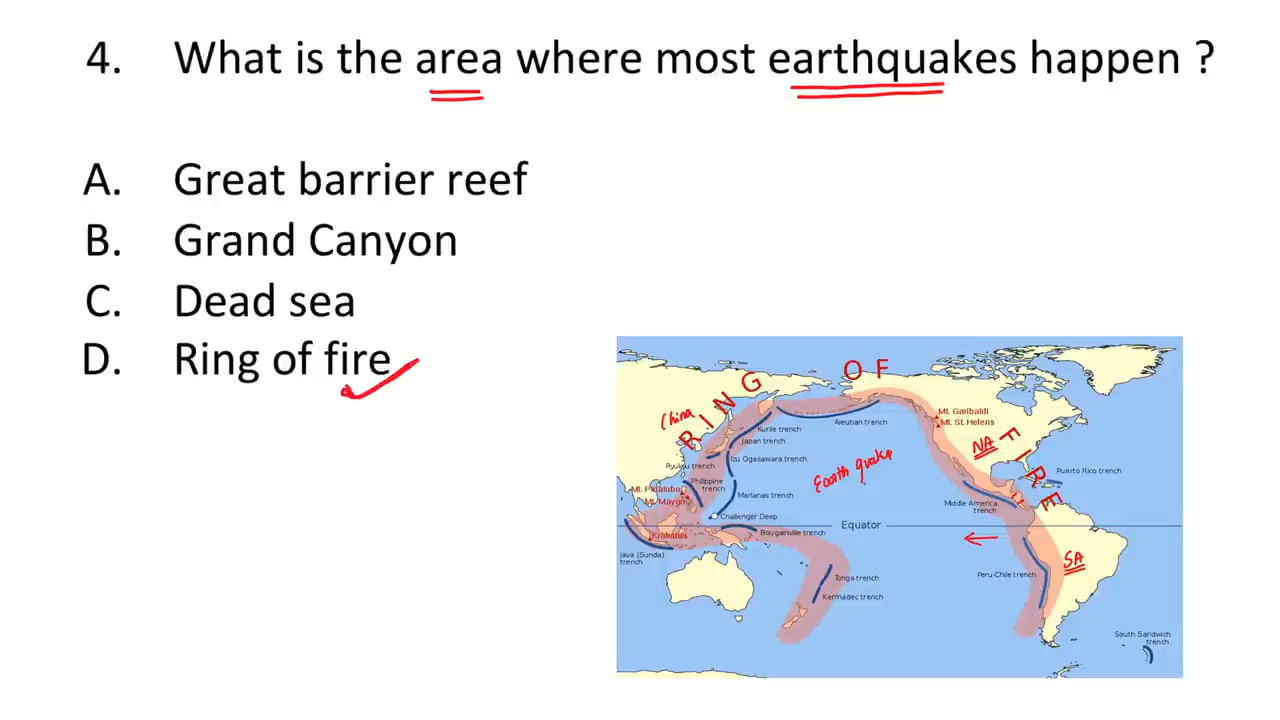 4. What is the area where most earthquakes happen ?
A. Great barrier reef
B. Grand Canyon
C. Dead sea
D. Ring of fire
RING OF FIRE
China
Kurile trench
Aleutian trench
Mt. Garibaldi
Mt. St Helens
Japan trench
NA
Izu Ogasawara trench
Ryukyu trench
Puerto Rico trench
Earth quake
Philippine
trench
Mt. Pinatubo
Mt. Mayon
Marianas trench
Middle America
trench
Challenger Deep
Equator
Bougainville trench
Krakatau
Java (Sunda)
trench
SA
Tonga trench
Peru-Chile trench
Kermadec trench
South Sandwich
trench